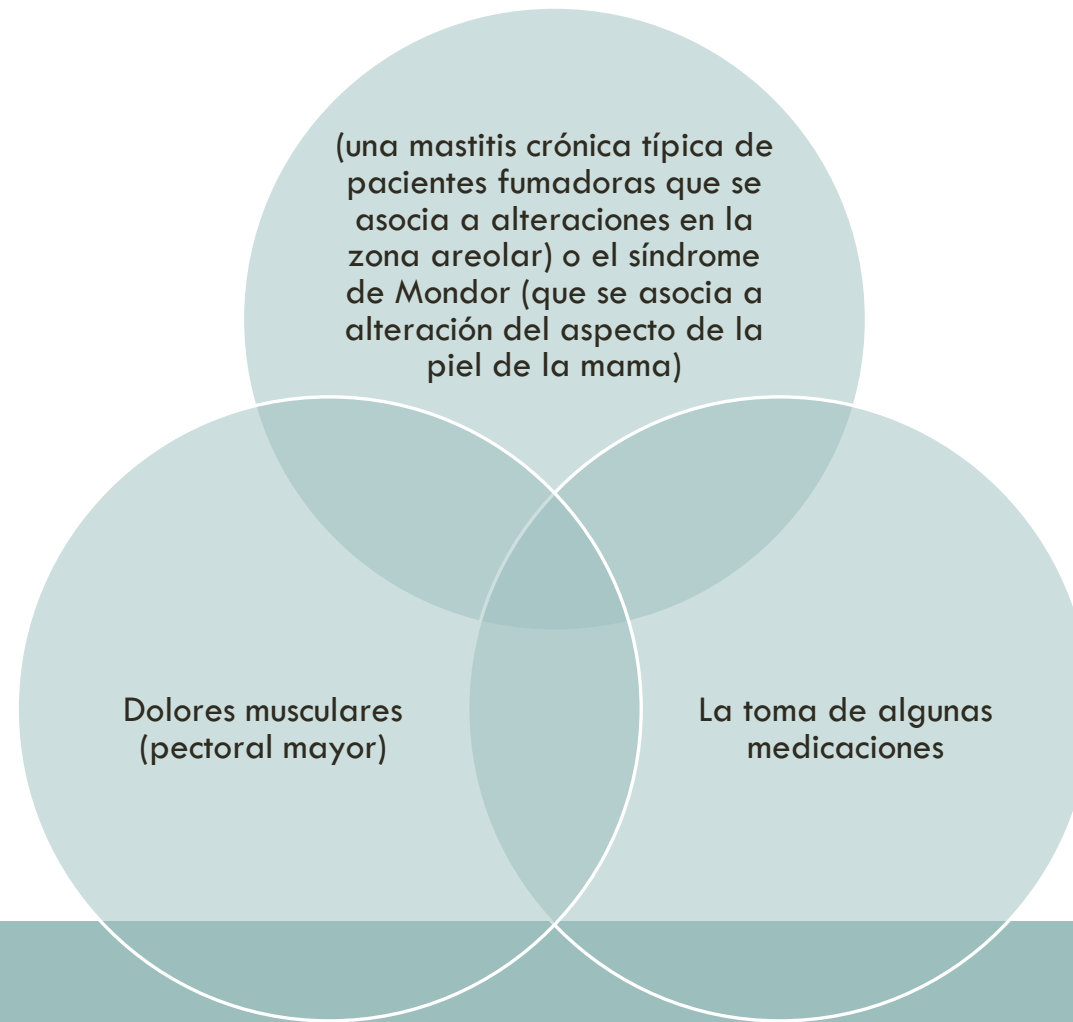 (una mastitis crónica típica de
pacientes fumadoras que se
asocia a alteraciones en la
zona areolar) o el síndrome
de Mondor (que se asocia a
alteración del aspecto de la
piel de la mama)
Dolores musculares
(pectoral mayor)
La toma de algunas
medicaciones